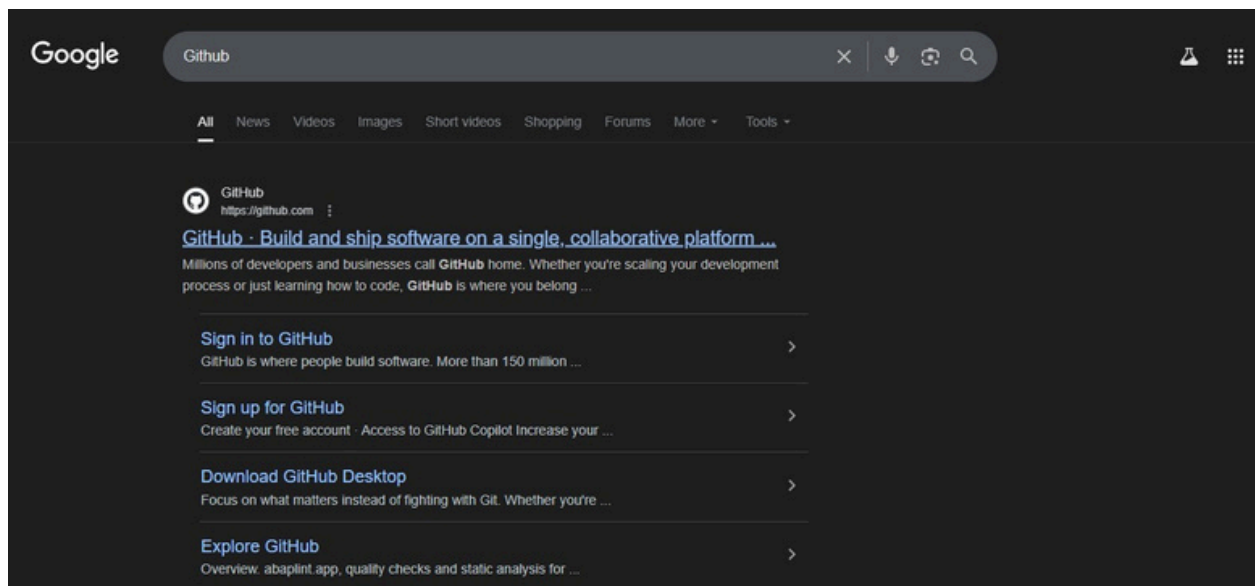 Google
Github
All News Videos Images Short videos Shopping Forums More Tools
GitHub
https://github.com
GitHub · Build and ship software on a single, collaborative platform ...
Millions of developers and businesses call GitHub home. Whether you're scaling your development
process or just learning how to code, GitHub is where you belong ...
Sign in to GitHub
GitHub is where people build software. More than 150 million ...
Sign up for GitHub
Create your free account · Access to GitHub Copilot Increase your ...
Download GitHub Desktop
Focus on what matters instead of fighting with Git. Whether you're ...
Explore GitHub
Overview. abaplint.app, quality checks and static analysis for ...